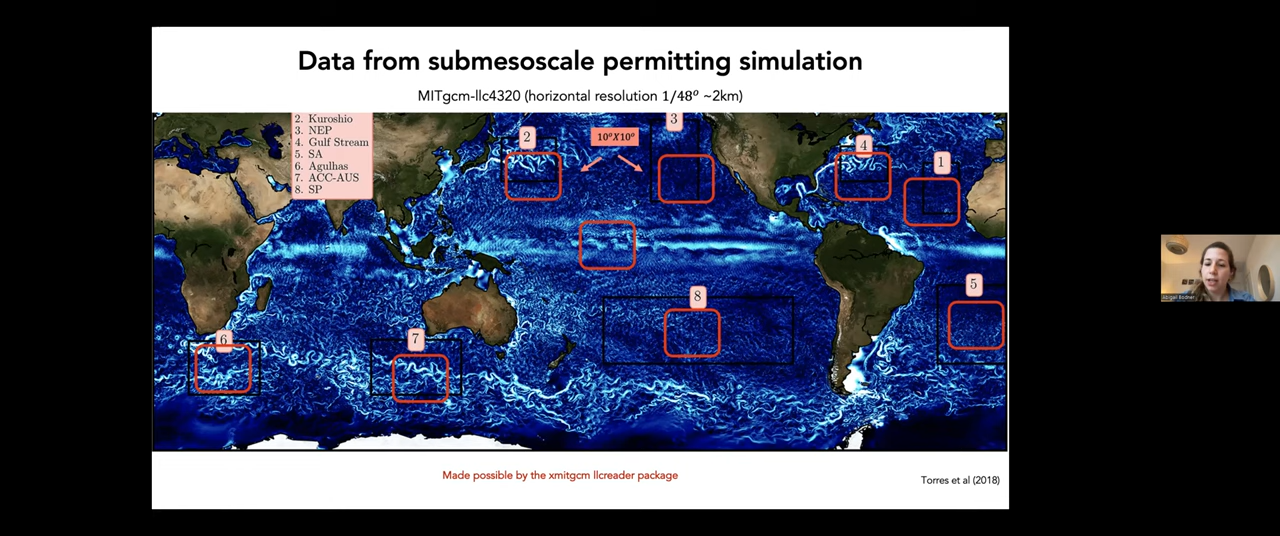 Data from submesoscale permitting simulation
MITgcm-llc4320 (horizontal resolution 1/48° ~2km)
2. Kuroshio
3. NEP
4. Gulf Stream
5. SA
6. Agulhas
7. ACC-AUS
8. SP
2
10°X10°
3
4
1
5
6
7
8
Made possible by the xmitgcm llcreader package
Torres et al (2018)
Abigail Bodner